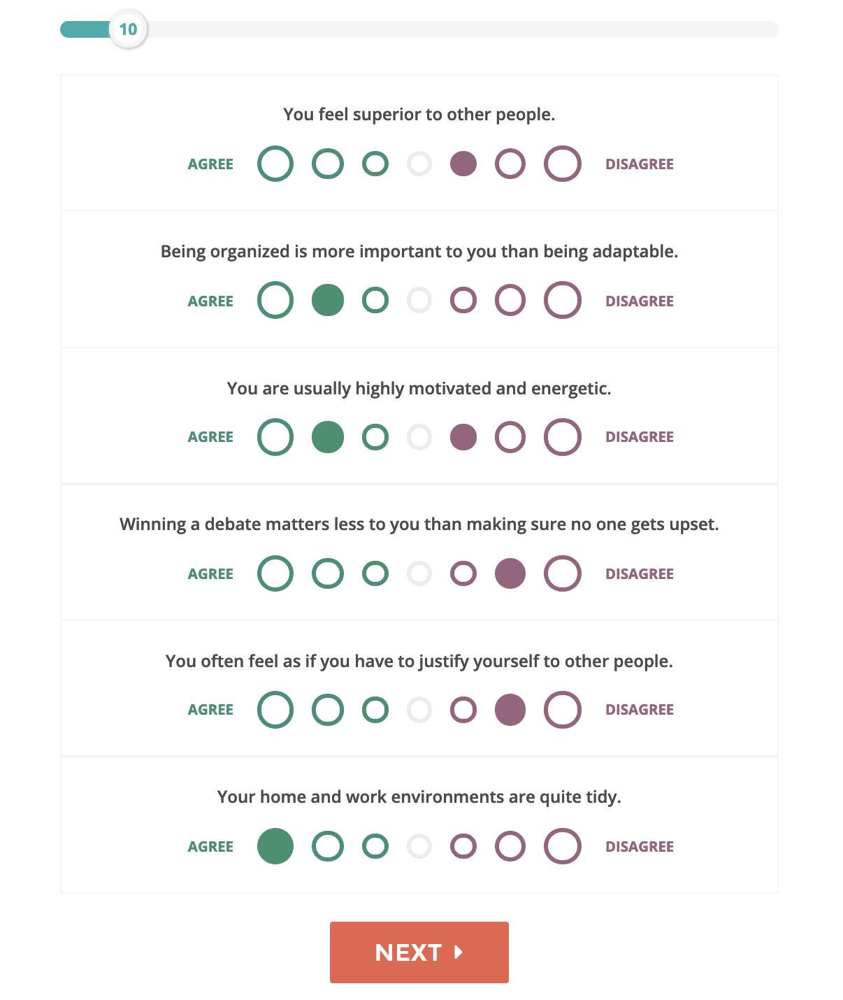 10
You feel superior to other people.
AGREE DISAGREE
Being organized is more important to you than being adaptable.
AGREE DISAGREE
You are usually highly motivated and energetic.
AGREE DISAGREE
Winning a debate matters less to you than making sure no one gets upset.
AGREE DISAGREE
You often feel as if you have to justify yourself to other people.
AGREE DISAGREE
Your home and work environments are quite tidy.
AGREE DISAGREE
NEXT